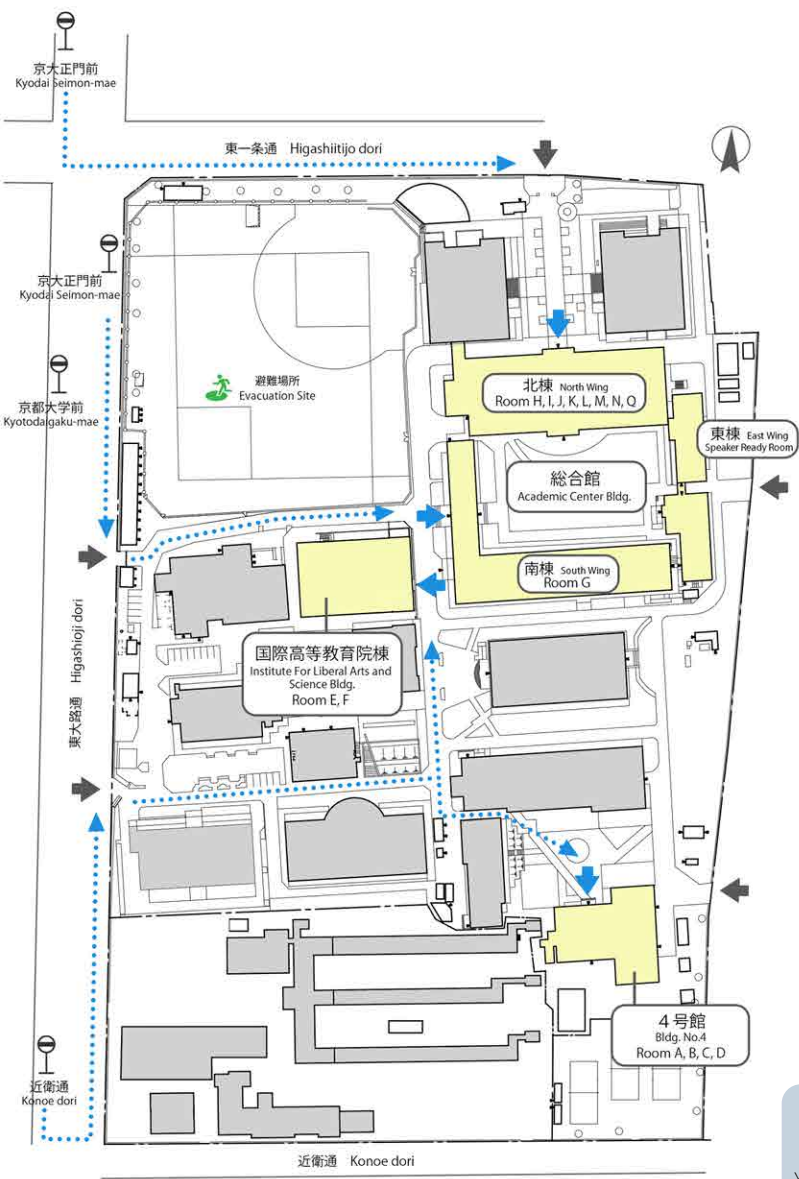 京大正門前
Kyodai Seimon-mae
東一条通 Higashiitijo dori
京大正門前
Kyodai Seimon-mae
京都大学前
Kyotodaigaku-mae
避難場所
Evacuation Site
北棟 North Wing
Room H, I, J, K, L, M, N, Q
東棟 East Wing
Speaker Ready Room
総合館
Academic Center Bldg.
南棟 South Wing
Room G
国際高等教育院棟
Institute For Liberal Arts and
Science Bldg.
Room E, F
東大路通 Higashioji dori
4号館
Bldg. No.4
Room A, B, C, D
近衛通
Konoe dori
近衛通 Konoe dori